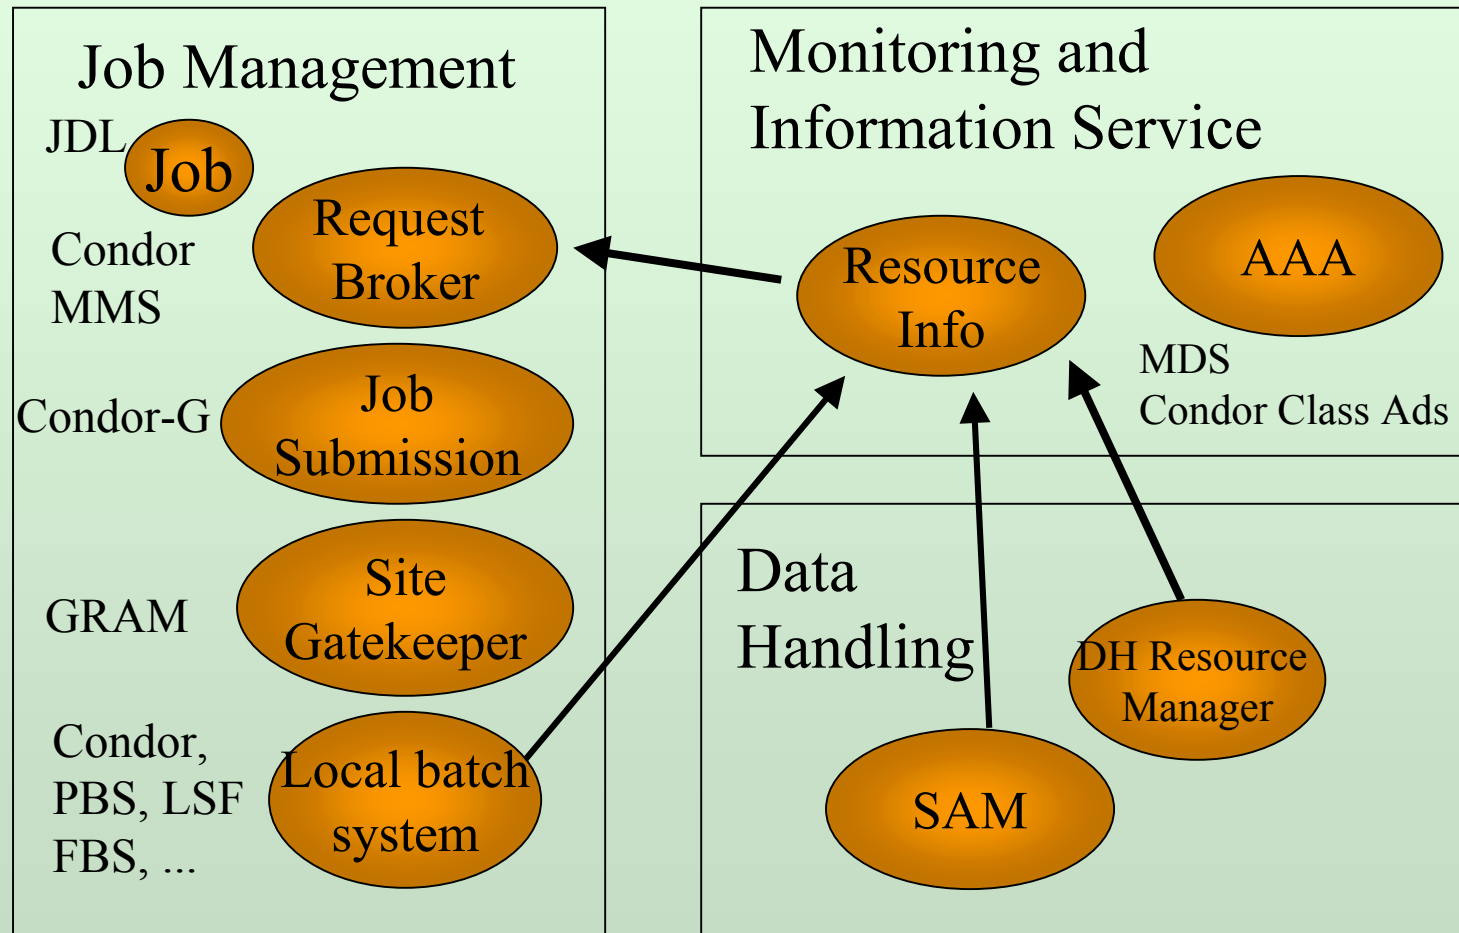 Job Management
JDL
Job
Request
Broker
Condor
MMS
Condor-G
Job
Submission
GRAM
Site
Gatekeeper
Condor,
PBS, LSF
FBS, ...
Local batch
system
Monitoring and
Information Service
Resource
Info
AAA
MDS
Condor Class Ads
Data
Handling
DH Resource
Manager
SAM